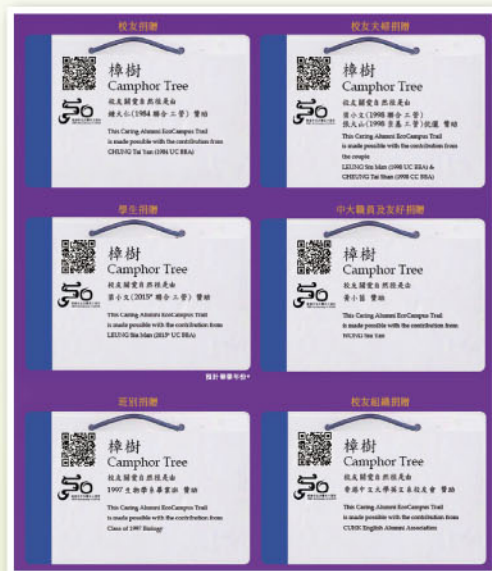 校友捐贈
樟樹
Camphor Tree
校友關愛自然徑是由
鍾大仁(1984 聯合 工管) 贊助
This Caring Alumni EcoCampus Trail
is made possible with the contribution from
CHUNG Tai Yan (1984 UC BBA)
校友夫婦捐贈
樟樹
Camphor Tree
校友關愛自然徑是由
梁小文(1998 聯合 工管)
張大山(1998 崇基 工管)伉儷 贊助
This Caring Alumni EcoCampus Trail
is made possible with the contribution from
the couple
LEUNG Siu Man (1998 UC BBA) &
CHEUNG Tai Shan (1998 CC BBA)
學生捐贈
樟樹
Camphor Tree
校友關愛自然徑是由
梁小文(2015* 聯合 工管) 贊助
This Caring Alumni EcoCampus Trail
is made possible with the contribution from
LEUNG Siu Man (2015* UC BBA)
預計畢業年份*
中大職員及友好捐贈
樟樹
Camphor Tree
校友關愛自然徑是由
黃小茵 贊助
This Caring Alumni EcoCampus Trail
is made possible with the contribution from
WONG Siu Yan
班別捐贈
樟樹
Camphor Tree
校友關愛自然徑是由
1997 生物學系畢業班 贊助
This Caring Alumni EcoCampus Trail
is made possible with the contribution from
Class of 1997 Biology
校友組織捐贈
樟樹
Camphor Tree
校友關愛自然徑是由
香港中文大學英文系校友會 贊助
This Caring Alumni EcoCampus Trail
is made possible with the contribution from
CUHK English Alumni Association